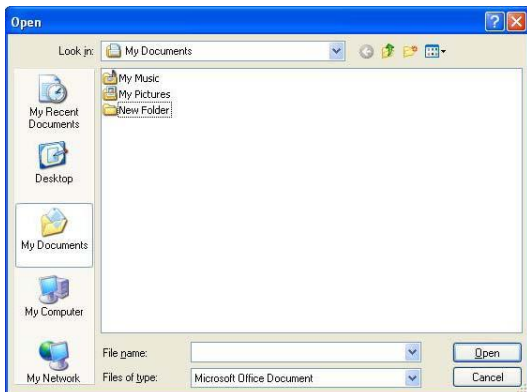 Open
Look in: My Documents
My Music
My Pictures
New Folder
My Recent
Documents
Desktop
My Documents
My Computer
My Network
File name:
Open
Files of type: Microsoft Office Document
Cancel